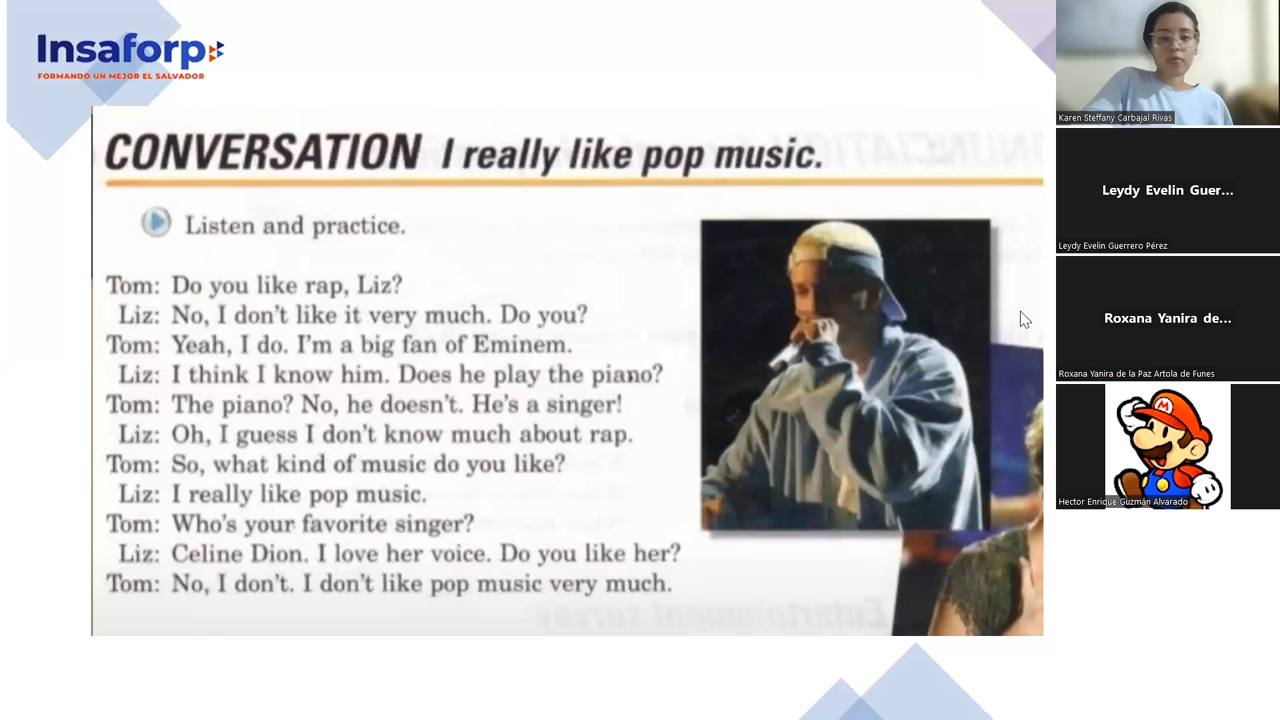 Insaforp
FORMANDO UN MEJOR EL SALVADOR
CONVERSATION I really like pop music.
Listen and practice.
Tom: Do you like rap, Liz?
Liz: No, I don't like it very much. Do you?
Tom: Yeah, I do. I'm a big fan of Eminem.
Liz: I think I know him. Does he play the piano?
Tom: The piano? No, he doesn't. He's a singer!
Liz: Oh, I guess I don't know much about rap.
Tom: So, what kind of music do you like?
Liz: I really like pop music.
Tom: Who's your favorite singer?
Liz: Celine Dion. I love her voice. Do you like her?
Tom: No, I don't. I don't like pop music very much.
Entertainment survey
Karen Steffany Carbajal Rivas
Leydy Evelin Guer...
Leydy Evelin Guerrero Pérez
Roxana Yanira de...
Roxana Yanira de la Paz Artola de Funes
M
Hector Enrique Guzmán Alvarado